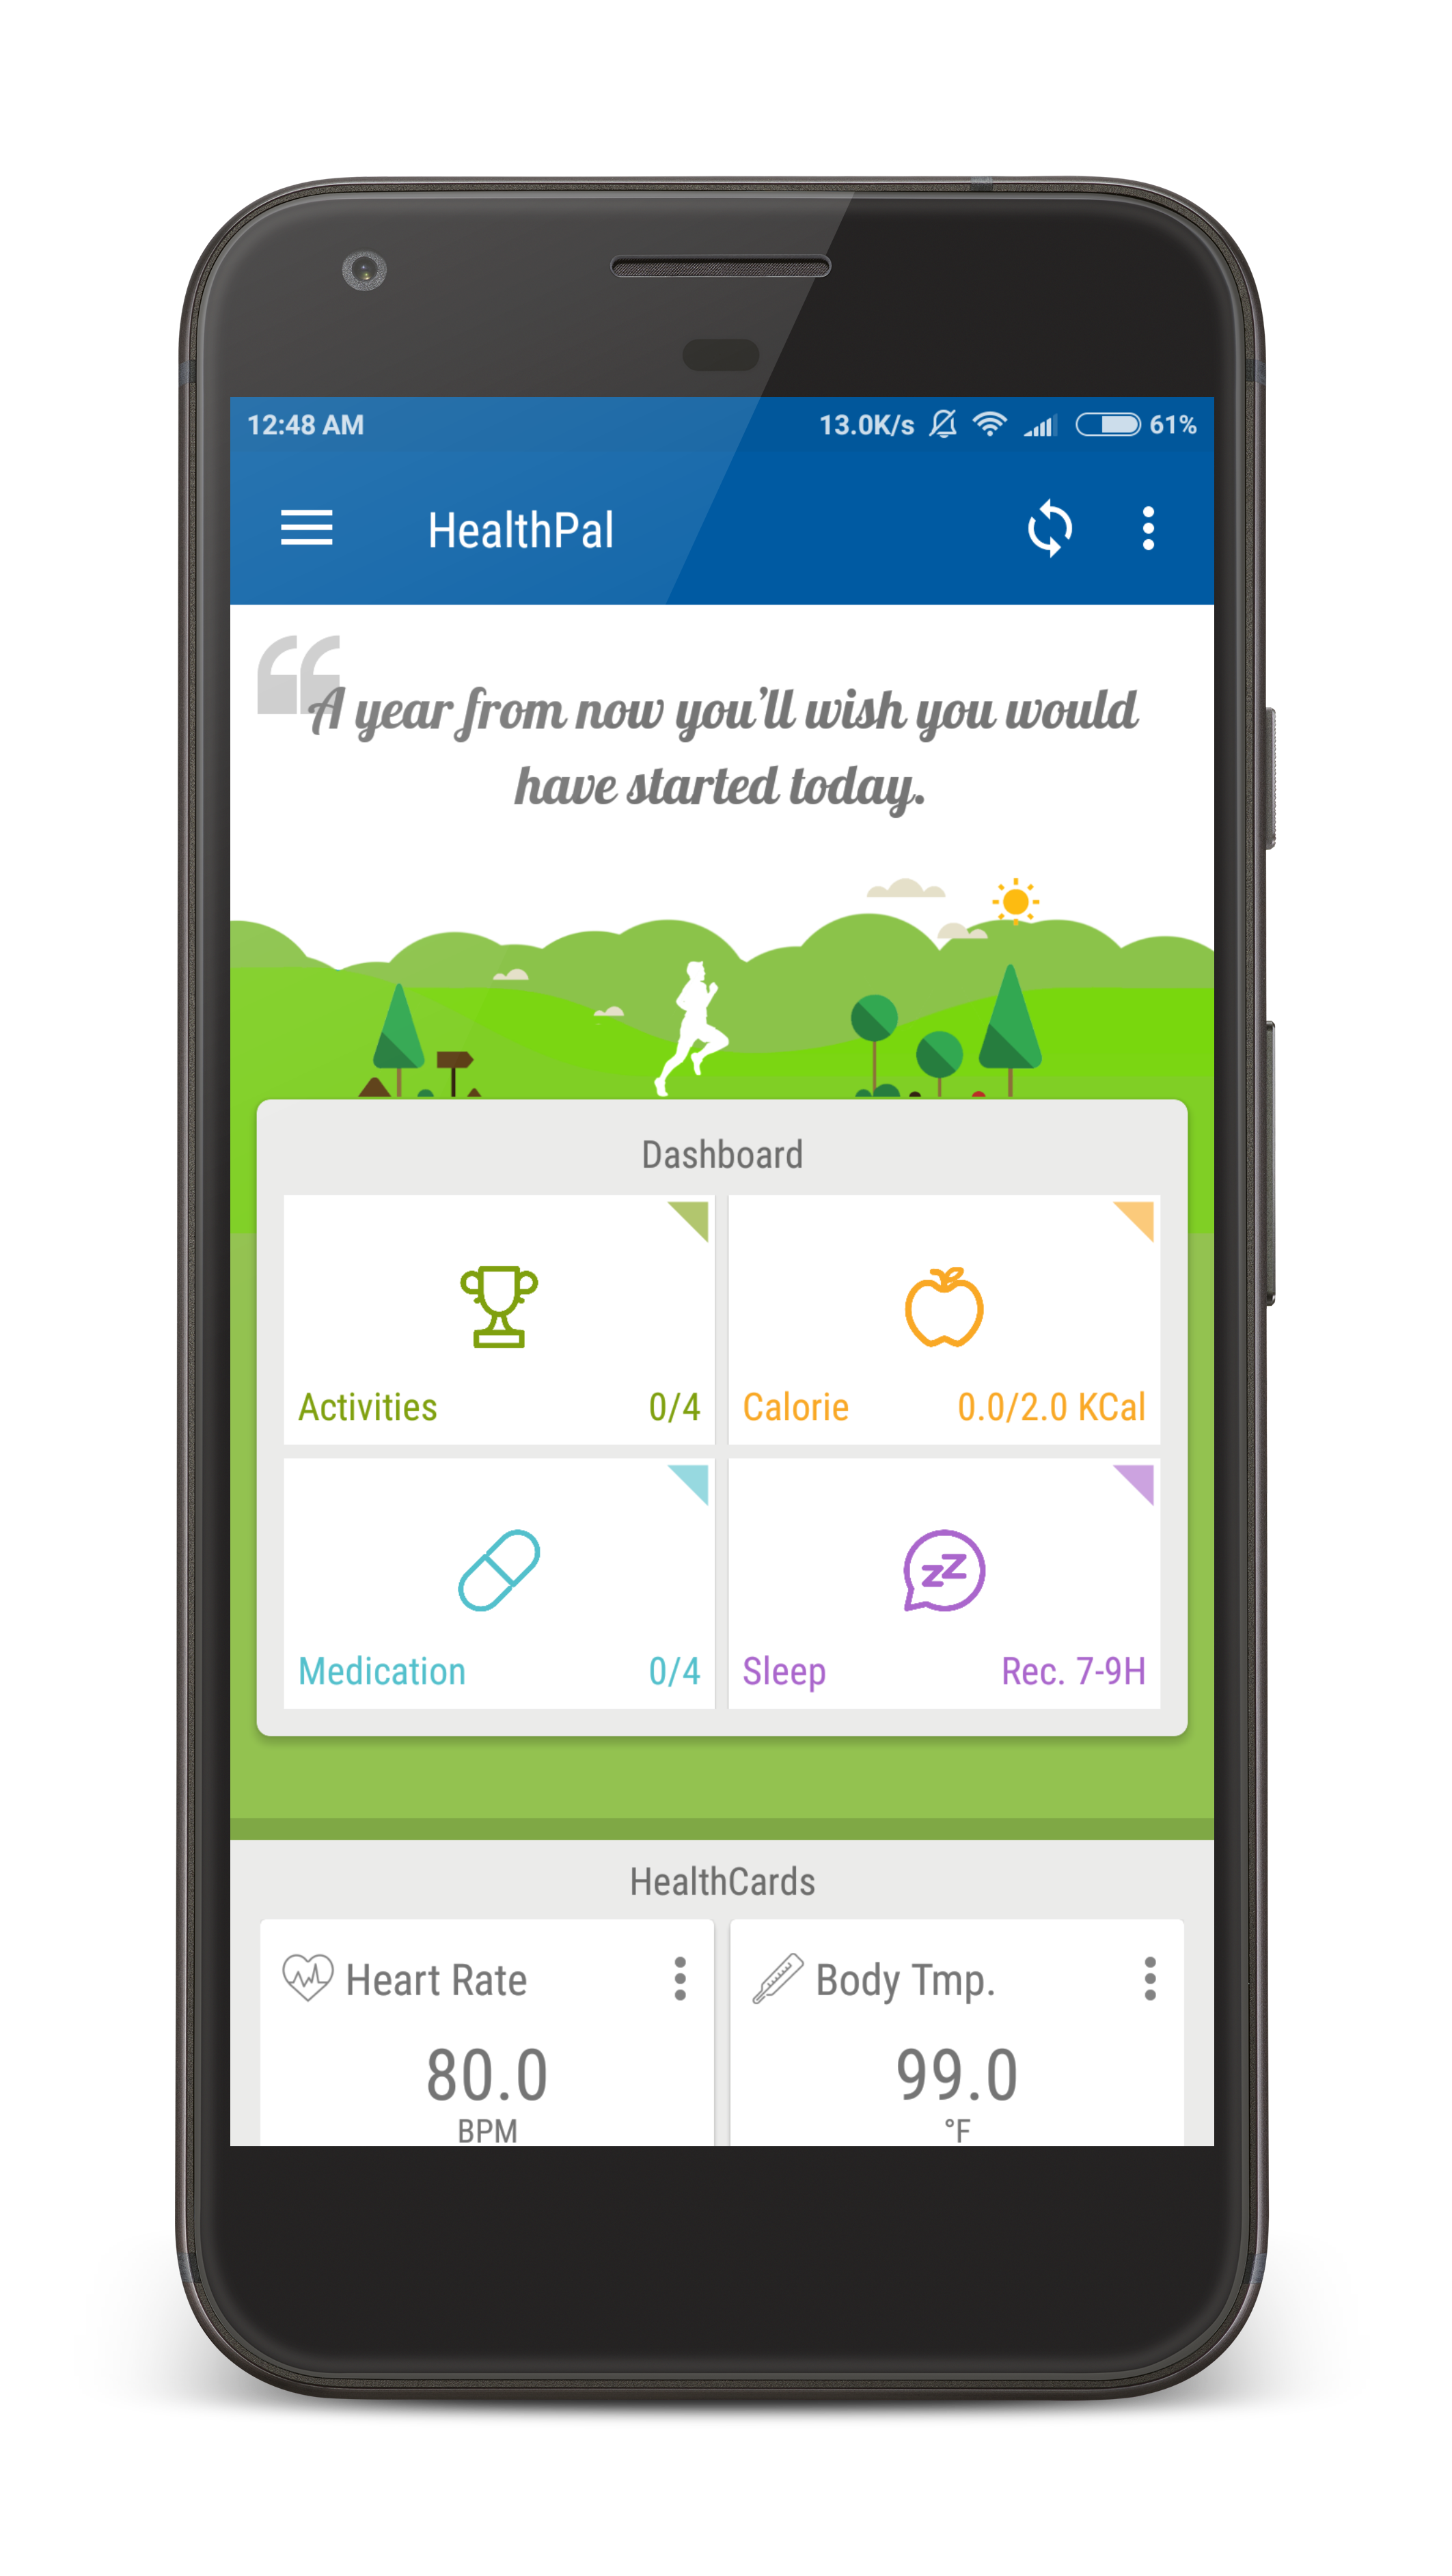 12:48 AM 13.0K/s 61%
HealthPal
“
A year from now you’ll wish you would
have started today.
Dashboard
Activities 0/4
Calorie 0.0/2.0 KCal
Medication 0/4
zZ
Sleep Rec. 7-9H
HealthCards
Heart Rate
80.0
BPM
Body Tmp.
99.0
°F